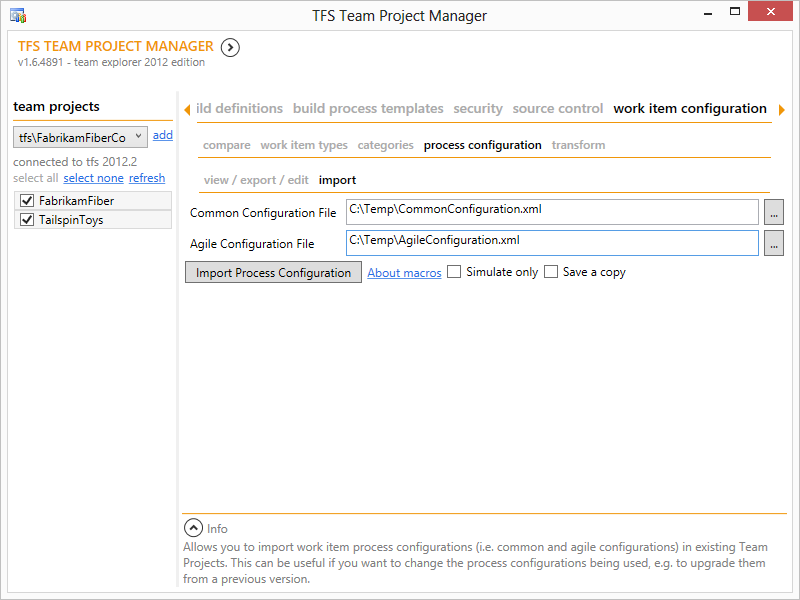 TFS Team Project Manager
TFS TEAM PROJECT MANAGER
v1.6.4891 - team explorer 2012 edition
team projects
tfs\FabrikamFiberCo add
connected to tfs 2012.2
select all select none refresh
FabrikamFiber
TailspinToys
ild definitions build process templates security source control work item configuration
compare work item types categories process configuration transform
view / export / edit import
Common Configuration File C:\Temp\CommonConfiguration.xml ...
Agile Configuration File C:\Temp\AgileConfiguration.xml ...
Import Process Configuration About macros Simulate only Save a copy
Info
Allows you to import work item process configurations (i.e. common and agile configurations) in existing Team
Projects. This can be useful if you want to change the process configurations being used, e.g. to upgrade them
from a previous version.